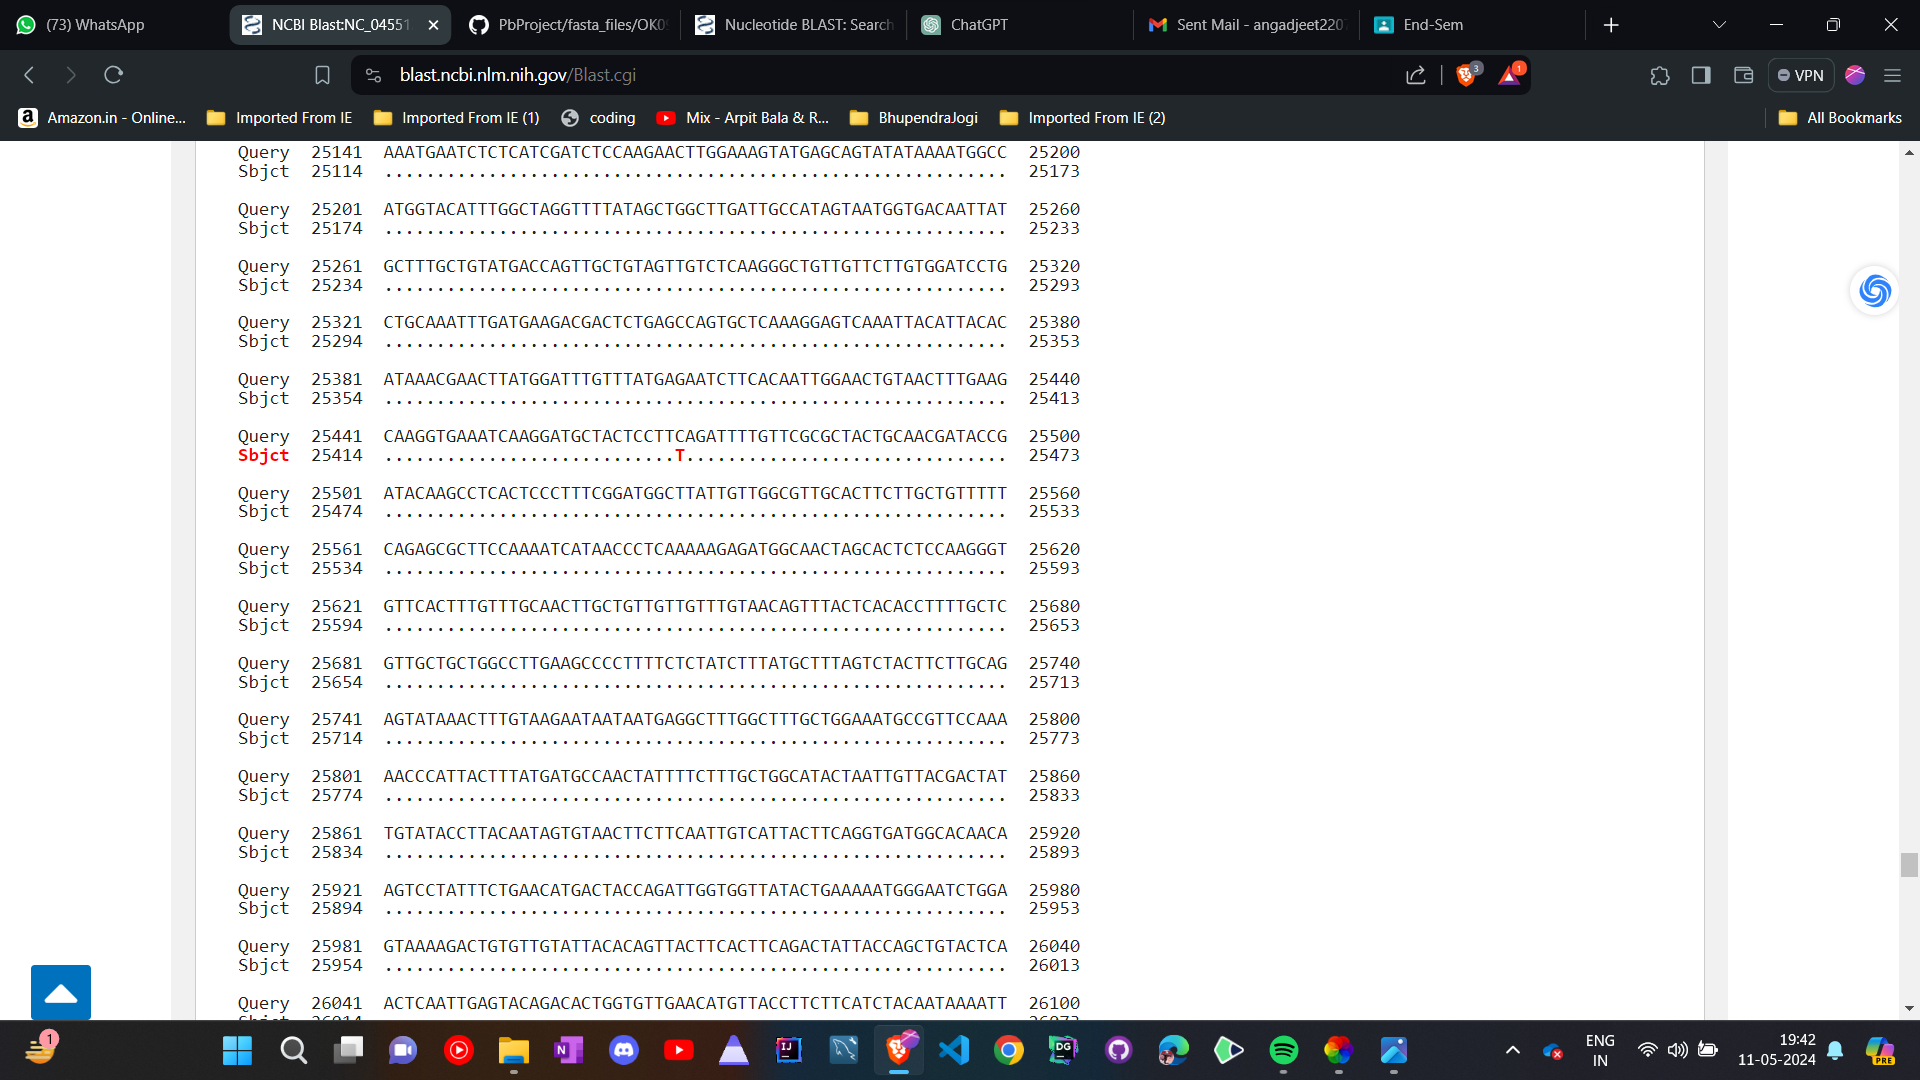 (73) WhatsApp
NCBI Blast:NC_04551
PbProject/fasta_files/OK09
Nucleotide BLAST: Search
ChatGPT
Sent Mail - angadjeet2207
End-Sem
blast.ncbi.nlm.nih.gov/Blast.cgi
3
1
VPN
Amazon.in - Online...
Imported From IE
Imported From IE (1)
coding
Mix - Arpit Bala & R...
BhupendraJogi
Imported From IE (2)
All Bookmarks
Query 25141 AAATGAATCTCTCATCGATCTCCAAGAACTTGGAAAGTATGAGCAGTATATAAAATGGCC 25200
Sbjct 25114 ............................................................ 25173
Query 25201 ATGGTACATTTGGCTAGGTTTTATAGCTGGCTTGATTGCCATAGTAATGGTGACAATTAT 25260
Sbjct 25174 ............................................................ 25233
Query 25261 GCTTTGCTGTATGACCAGTTGCTGTAGTTGTCTCAAGGGCTGTTGTTCTTGTGGATCCTG 25320
Sbjct 25234 ............................................................ 25293
Query 25321 CTGCAAATTTGATGAAGACGACTCTGAGCCAGTGCTCAAAGGAGTCAAATTACATTACAC 25380
Sbjct 25294 ............................................................ 25353
Query 25381 ATAAACGAACTTATGGATTTGTTTATGAGAATCTTCACAATTGGAACTGTAACTTTGAAG 25440
Sbjct 25354 ............................................................ 25413
Query 25441 CAAGGTGAAATCAAGGATGCTACTCCTTCAGATTTTGTTCGCGCTACTGCAACGATACCG 25500
Sbjct 25414 ............................T............................... 25473
Query 25501 ATACAAGCCTCACTCCCTTTCGGATGGCTTATTGTTGGCGTTGCACTTCTTGCTGTTTTT 25560
Sbjct 25474 ............................................................ 25533
Query 25561 CAGAGCGCTTCCAAAATCATAACCCTCAAAAAGAGATGGCAACTAGCACTCTCCAAGGGT 25620
Sbjct 25534 ............................................................ 25593
Query 25621 GTTCACTTTGTTTGCAACTTGCTGTTGTTGTTTGTAACAGTTTACTCACACCTTTTGCTC 25680
Sbjct 25594 ............................................................ 25653
Query 25681 GTTGCTGCTGGCCTTGAAGCCCCTTTTCTCTATCTTTATGCTTTAGTCTACTTCTTGCAG 25740
Sbjct 25654 ............................................................ 25713
Query 25741 AGTATAAACTTTGTAAGAATAATAATGAGGCTTTGGCTTTGCTGGAAATGCCGTTCCAAA 25800
Sbjct 25714 ............................................................ 25773
Query 25801 AACCCATTACTTTATGATGCCAACTATTTTCTTTGCTGGCATACTAATTGTTACGACTAT 25860
Sbjct 25774 ............................................................ 25833
Query 25861 TGTATACCTTACAATAGTGTAACTTCTTCAATTGTCATTACTTCAGGTGATGGCACAACA 25920
Sbjct 25834 ............................................................ 25893
Query 25921 AGTCCTATTTCTGAACATGACTACCAGATTGGTGGTTATACTGAAAAATGGGAATCTGGA 25980
Sbjct 25894 ............................................................ 25953
Query 25981 GTAAAAGACTGTGTTGTATTACACAGTTACTTCACTTCAGACTATTACCAGCTGTACTCA 26040
Sbjct 25954 ............................................................ 26013
Query 26041 ACTCAATTGAGTACAGACACTGGTGTTGAACATGTTACCTTCTTCATCTACAATAAAATT 26100
1
ENG
IN
19:42
11-05-2024
PRE